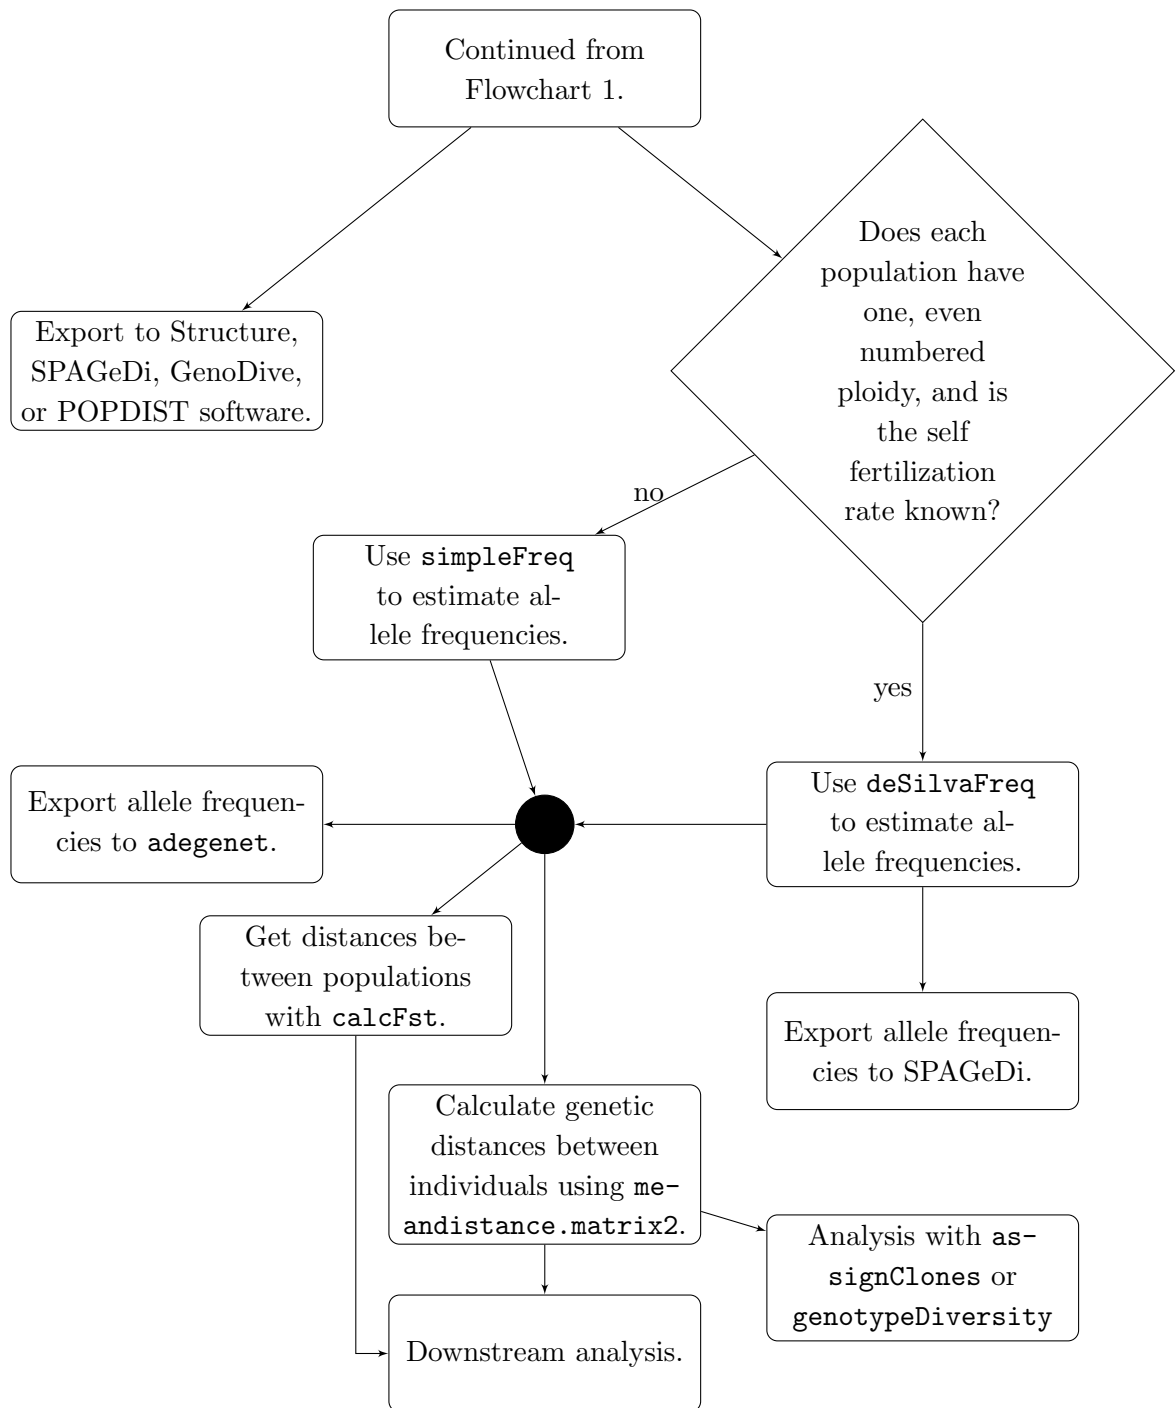 Continued from
Flowchart 1.
Does each
population have
one, even
numbered
ploidy, and is
the self
fertilization
rate known?
Export to Structure,
SPAGeDi, GenoDive,
or POPDIST software.
no
Use simpleFreq
to estimate al-
lele frequencies.
yes
Use deSilvaFreq
to estimate al-
lele frequencies.
Export allele frequen-
cies to adegenet.
Get distances be-
tween populations
with calcFst.
Export allele frequen-
cies to SPAGeDi.
Calculate genetic
distances between
individuals using me-
andistance.matrix2.
Analysis with as-
signClones or
genotypeDiversity
Downstream analysis.